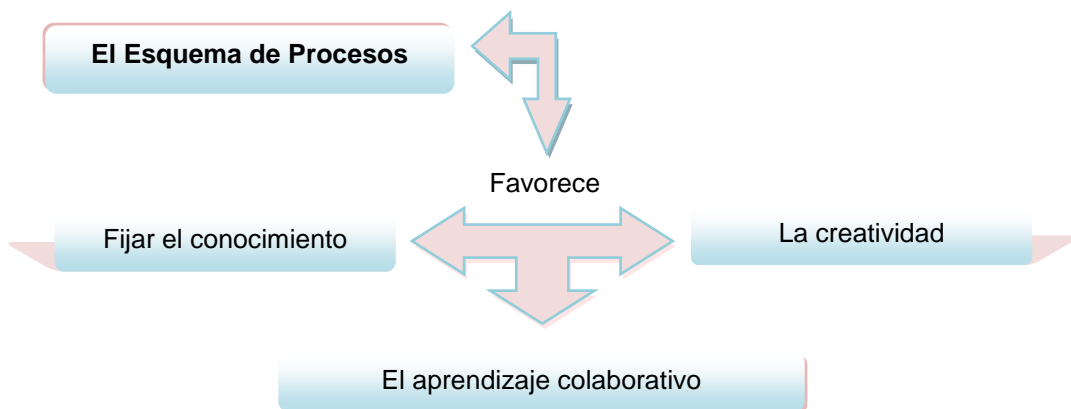 El Esquema de Procesos
Favorece
Fijar el conocimiento
La creatividad
El aprendizaje colaborativo